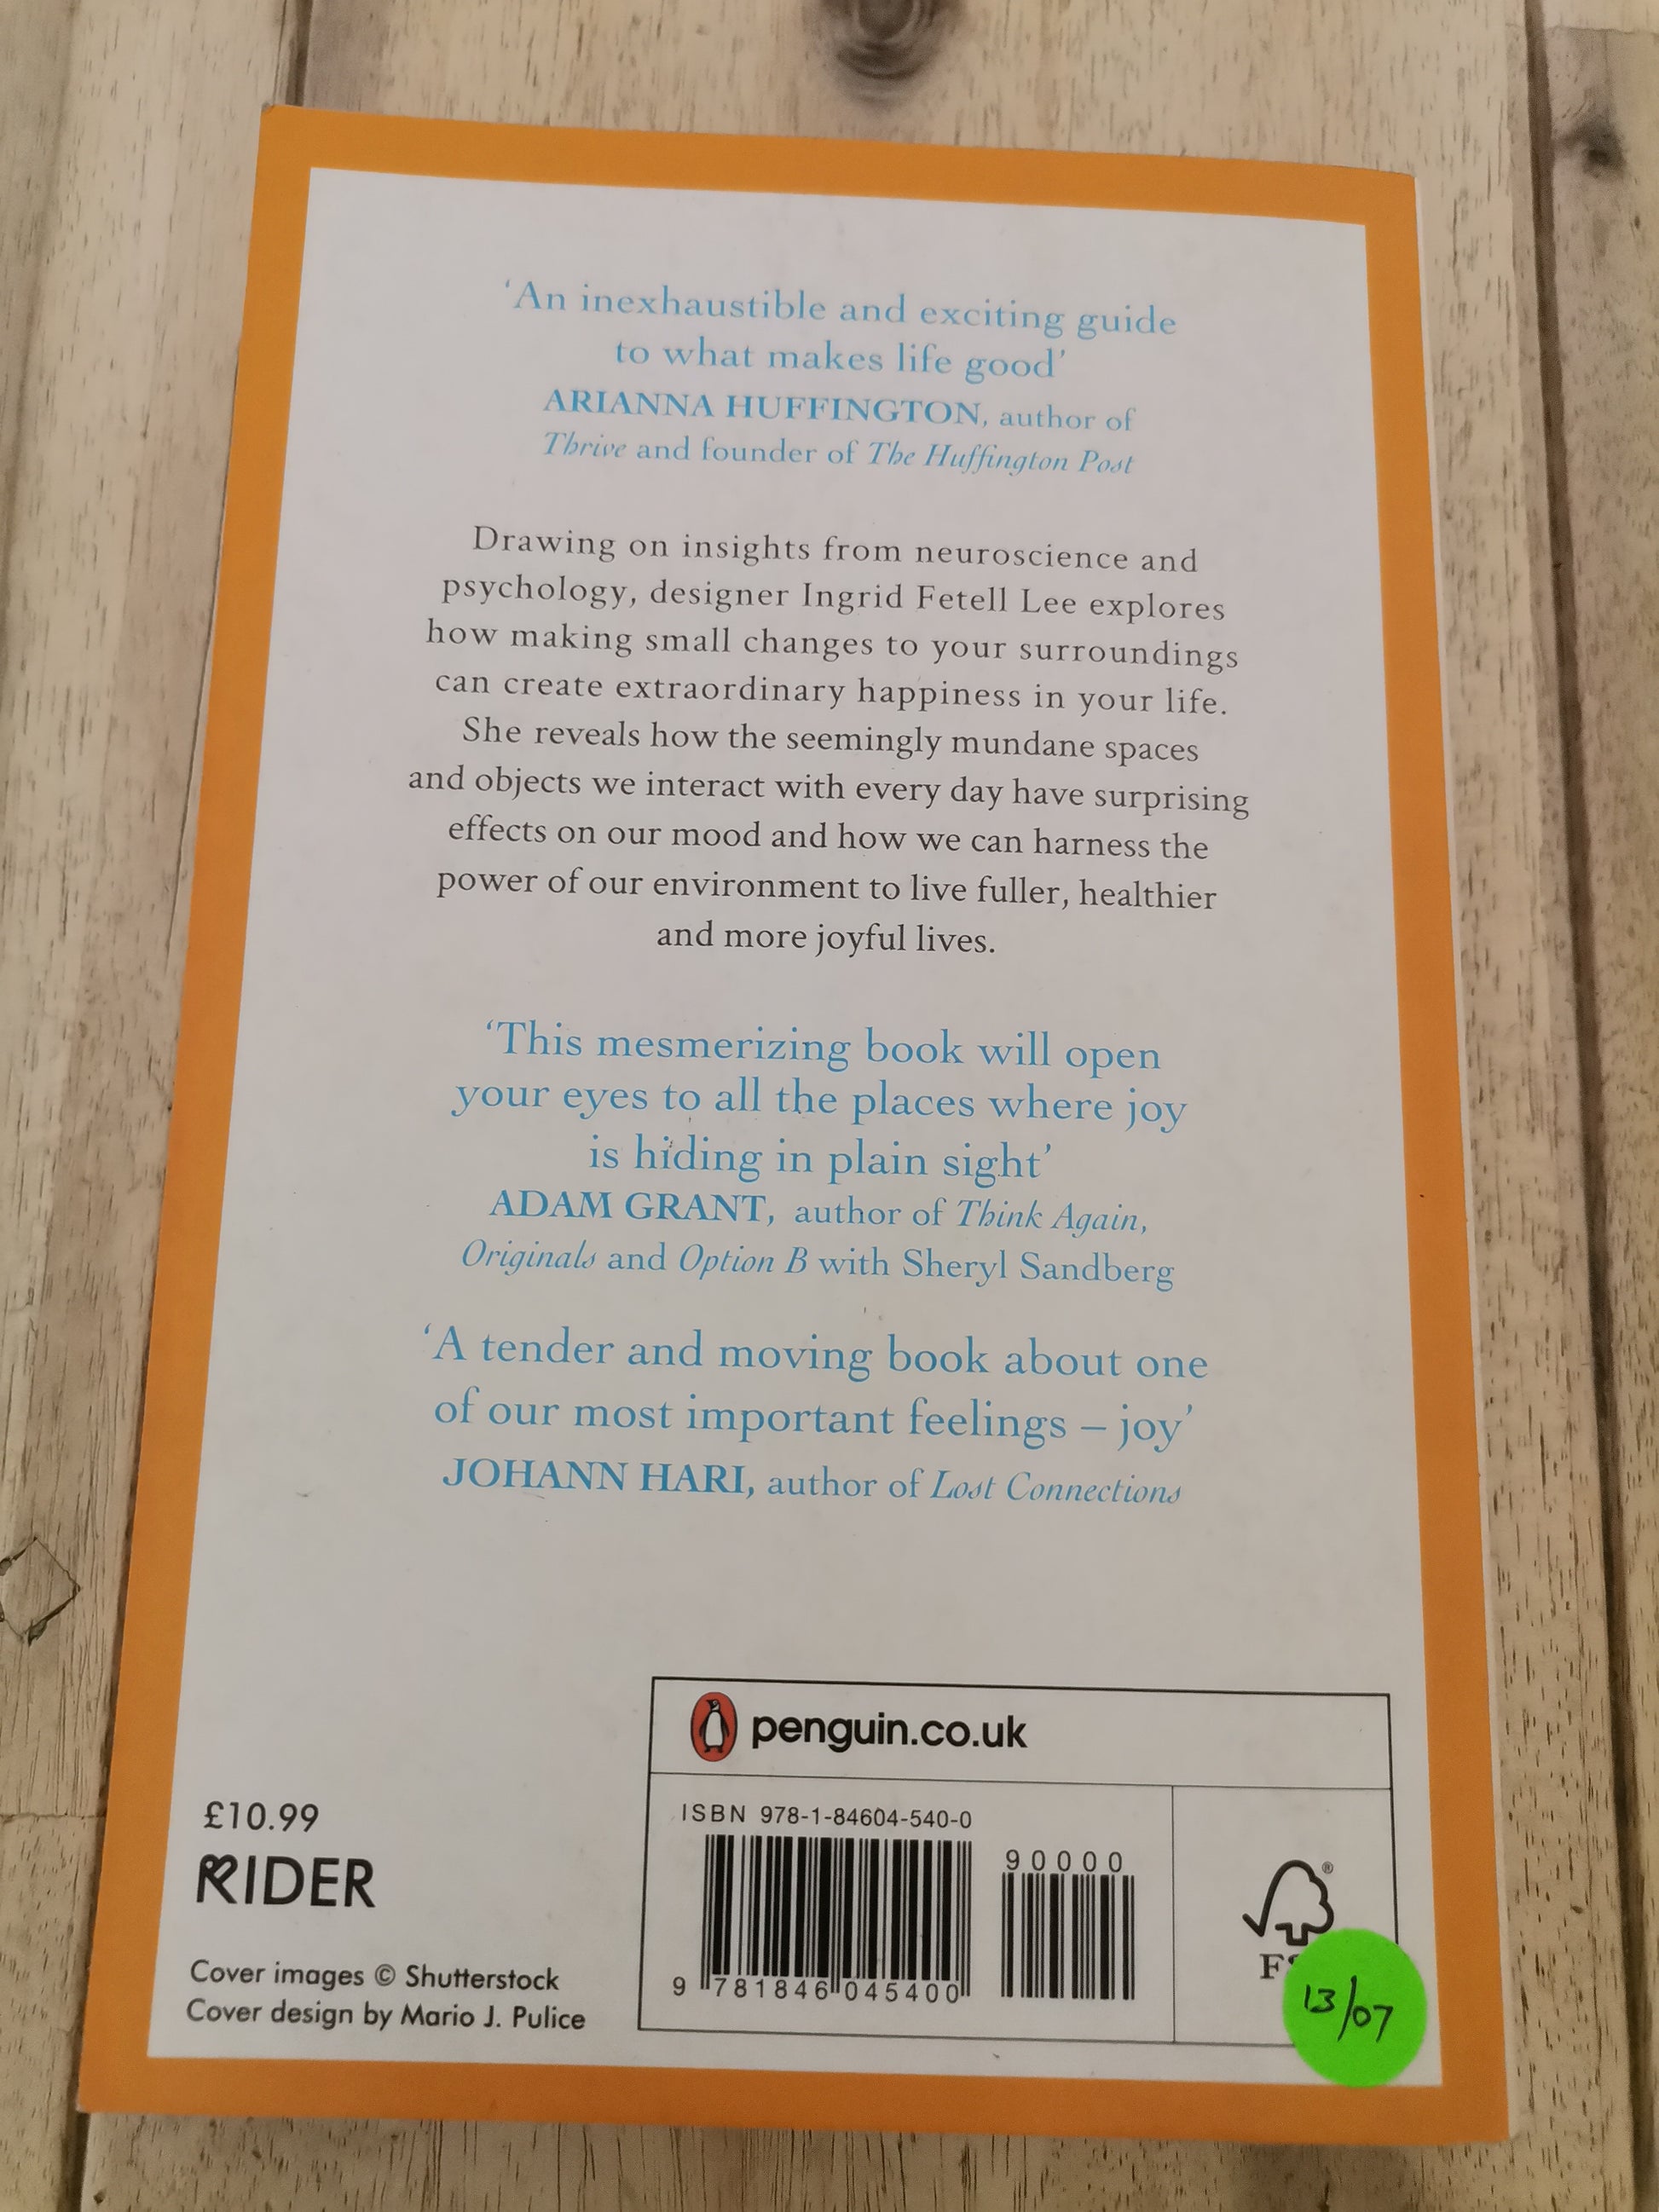 ‘An inexhaustible and exciting guide
to what makes life good’
ARIANNA HUFFINGTON, author of
Thrive and founder of The Huffington Post
Drawing on insights from neuroscience and
psychology, designer Ingrid Fetell Lee explores
how making small changes to your surroundings
can create extraordinary happiness in your life.
She reveals how the seemingly mundane spaces
and objects we interact with every day have surprising
effects on our mood and how we can harness the
power of our environment to live fuller, healthier
and more joyful lives.
‘This mesmerizing book will open
your eyes to all the places where joy
is hiding in plain sight’
ADAM GRANT, author of Think Again,
Originals and Option B with Sheryl Sandberg
‘A tender and moving book about one
of our most important feelings – joy’
JOHANN HARI, author of Lost Connections
£10.99
RIDER
Cover images © Shutterstock
Cover design by Mario J. Pulice
penguin.co.uk
ISBN 978-1-84604-540-0
90000
9 781846 045400
®
13/07